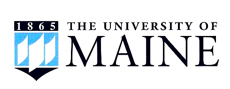 1865 THE UNIVERSITY OF
MAINE